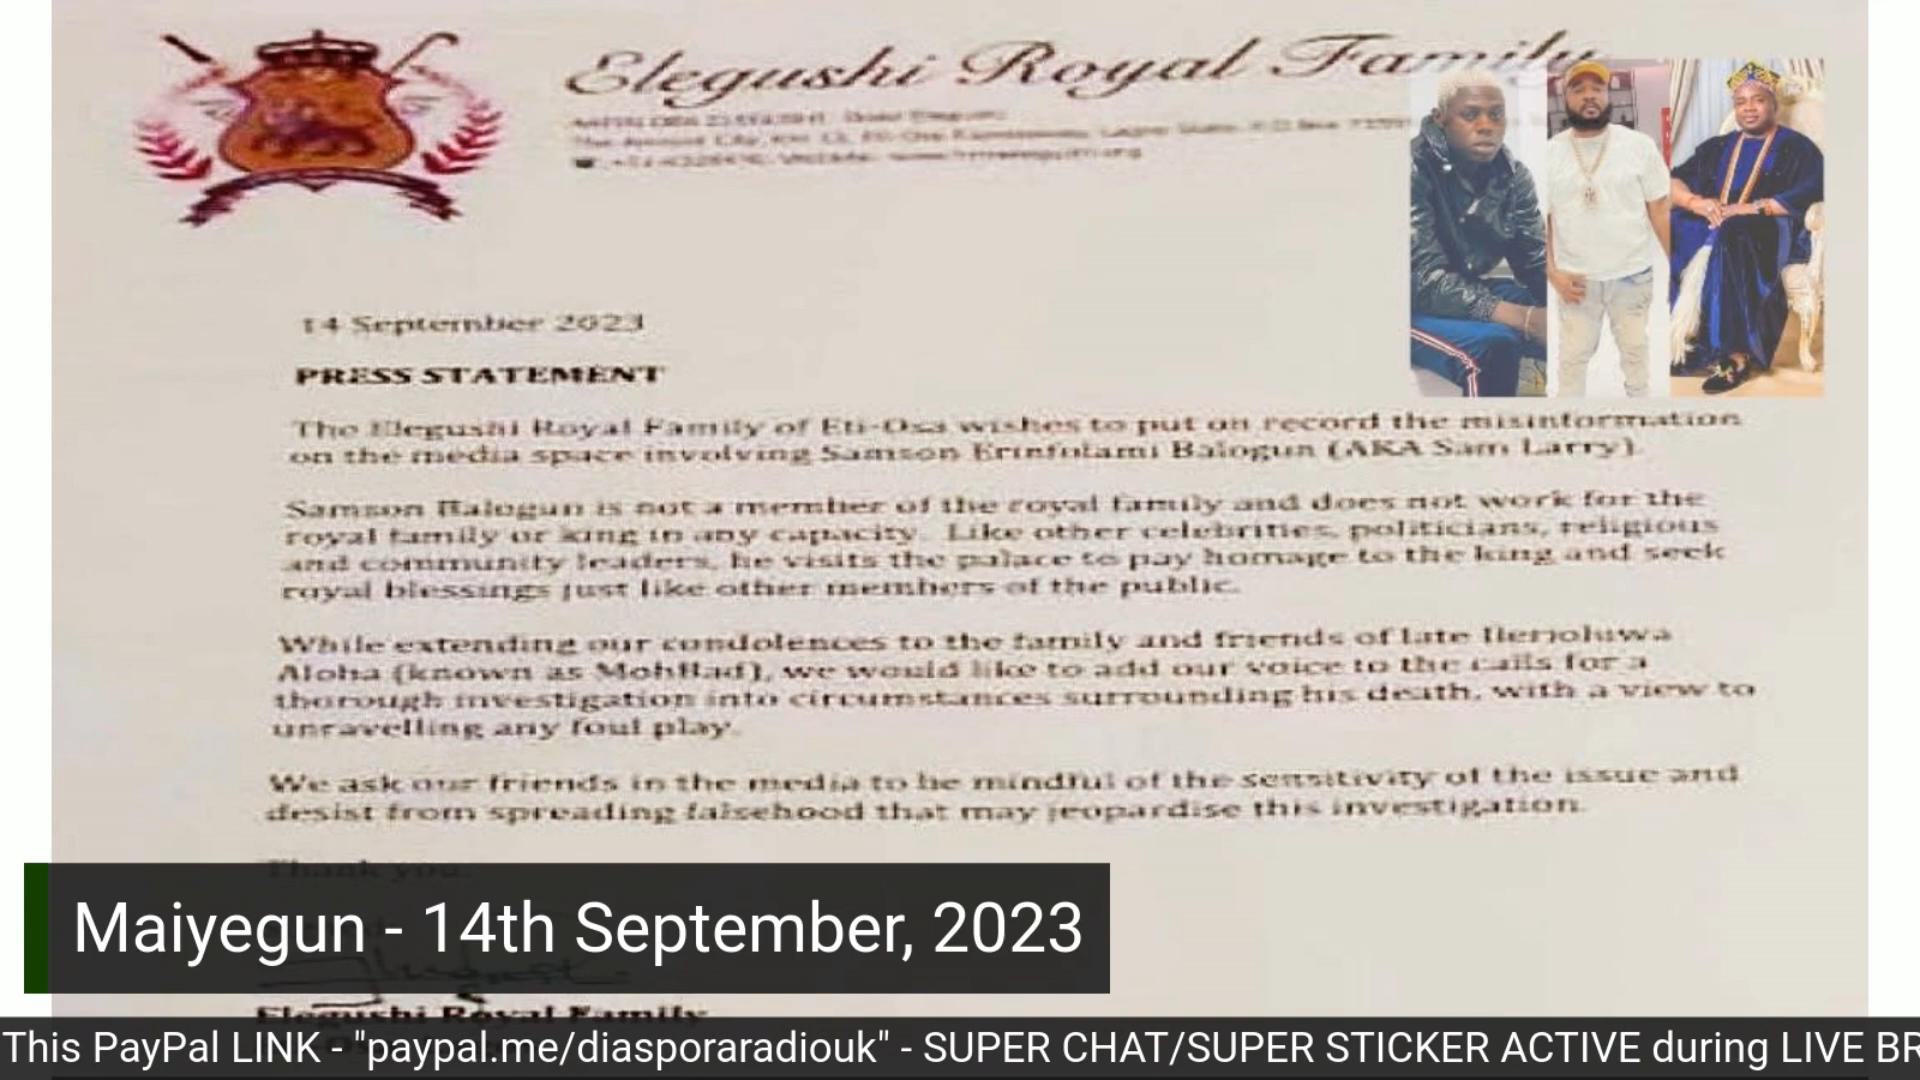 Elegushi Royal Family
14 September 2023
PRESS STATEMENT
The Elegushi Royal Family of Eti-Osa wishes to put on record the misinformation
on the media space involving Samson Erinfolami Balogun (AKA Sam Larry).
Samson Balogun is not a member of the royal family and does not work for the
royal family or king in any capacity. Like other celebrities, politicians, religious
and community leaders, he visits the palace to pay homage to the king and seek
royal blessings just like other members of the public.
While extending our condolences to the family and friends of late Ilerioluwa
Aloba (known as MohBad), we would like to add our voice to the calls for a
thorough investigation into circumstances surrounding his death, with a view to
unravelling any foul play.
We ask our friends in the media to be mindful of the sensitivity of the issue and
desist from spreading falsehood that may jeopardise this investigation.
Thank you.
Maiyegun - 14th September, 2023
Elegushi Royal Family
This PayPal LINK - "paypal.me/diasporaradiouk" - SUPER CHAT/SUPER STICKER ACTIVE during LIVE BR